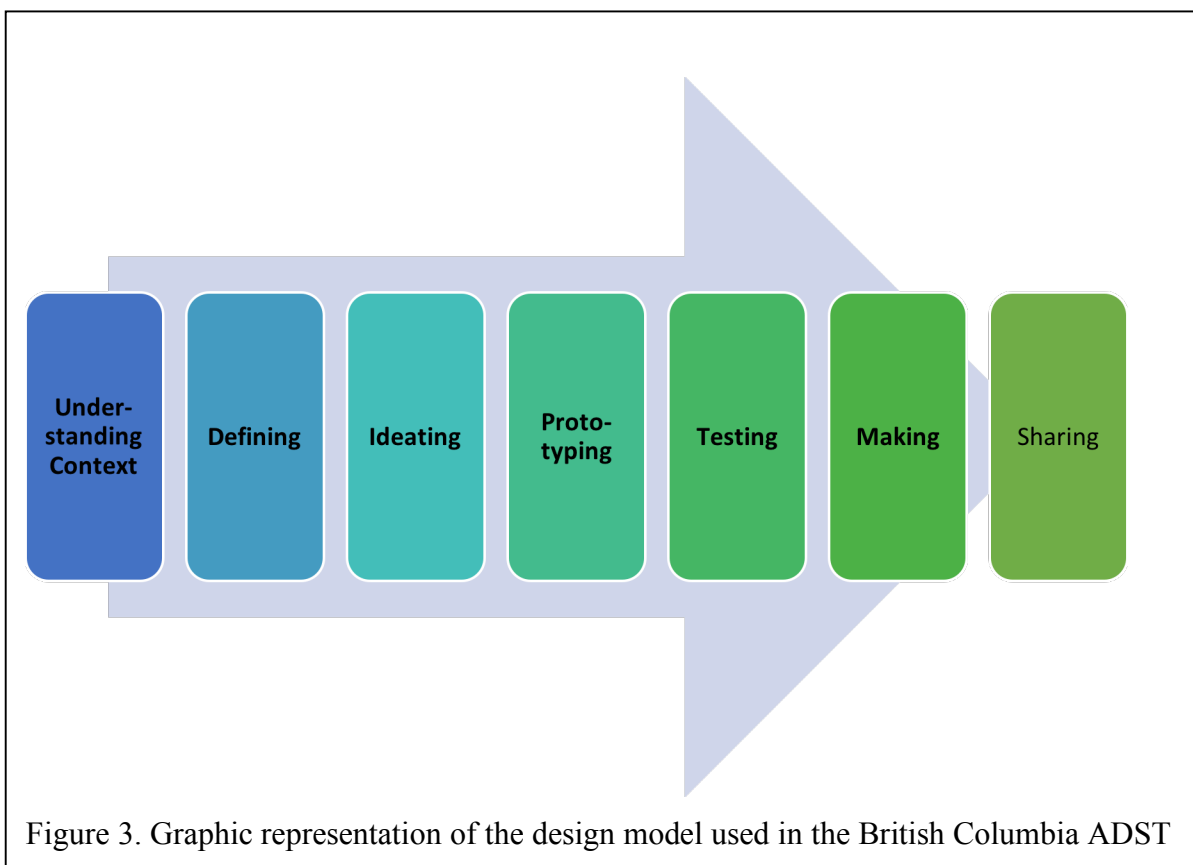 Under-
standing
Context
Defining
Ideating
Proto-
typing
Testing
Making
Sharing
Figure 3. Graphic representation of the design model used in the British Columbia ADST